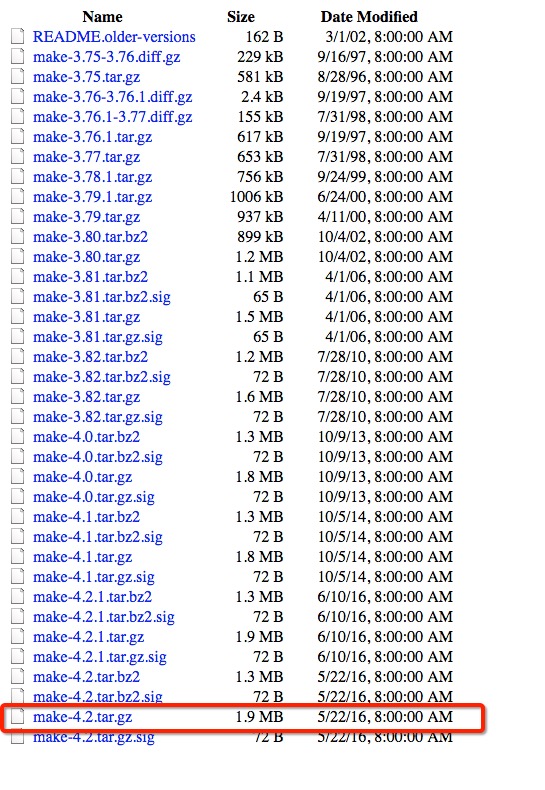 Name Size Date Modified
README.older-versions 162 B 3/1/02, 8:00:00 AM
make-3.75-3.76.diff.gz 229 kB 9/16/97, 8:00:00 AM
make-3.75.tar.gz 581 kB 8/28/96, 8:00:00 AM
make-3.76-3.76.1.diff.gz 2.4 kB 9/19/97, 8:00:00 AM
make-3.76.1-3.77.diff.gz 155 kB 7/31/98, 8:00:00 AM
make-3.76.1.tar.gz 617 kB 9/19/97, 8:00:00 AM
make-3.77.tar.gz 653 kB 7/31/98, 8:00:00 AM
make-3.78.1.tar.gz 756 kB 9/24/99, 8:00:00 AM
make-3.79.1.tar.gz 1006 kB 6/24/00, 8:00:00 AM
make-3.79.tar.gz 937 kB 4/11/00, 8:00:00 AM
make-3.80.tar.bz2 899 kB 10/4/02, 8:00:00 AM
make-3.80.tar.gz 1.2 MB 10/4/02, 8:00:00 AM
make-3.81.tar.bz2 1.1 MB 4/1/06, 8:00:00 AM
make-3.81.tar.bz2.sig 65 B 4/1/06, 8:00:00 AM
make-3.81.tar.gz 1.5 MB 4/1/06, 8:00:00 AM
make-3.81.tar.gz.sig 65 B 4/1/06, 8:00:00 AM
make-3.82.tar.bz2 1.2 MB 7/28/10, 8:00:00 AM
make-3.82.tar.bz2.sig 72 B 7/28/10, 8:00:00 AM
make-3.82.tar.gz 1.6 MB 7/28/10, 8:00:00 AM
make-3.82.tar.gz.sig 72 B 7/28/10, 8:00:00 AM
make-4.0.tar.bz2 1.3 MB 10/9/13, 8:00:00 AM
make-4.0.tar.bz2.sig 72 B 10/9/13, 8:00:00 AM
make-4.0.tar.gz 1.8 MB 10/9/13, 8:00:00 AM
make-4.0.tar.gz.sig 72 B 10/9/13, 8:00:00 AM
make-4.1.tar.bz2 1.3 MB 10/5/14, 8:00:00 AM
make-4.1.tar.bz2.sig 72 B 10/5/14, 8:00:00 AM
make-4.1.tar.gz 1.8 MB 10/5/14, 8:00:00 AM
make-4.1.tar.gz.sig 72 B 10/5/14, 8:00:00 AM
make-4.2.1.tar.bz2 1.3 MB 6/10/16, 8:00:00 AM
make-4.2.1.tar.bz2.sig 72 B 6/10/16, 8:00:00 AM
make-4.2.1.tar.gz 1.9 MB 6/10/16, 8:00:00 AM
make-4.2.1.tar.gz.sig 72 B 6/10/16, 8:00:00 AM
make-4.2.tar.bz2 1.3 MB 5/22/16, 8:00:00 AM
make-4.2.tar.bz2.sig 72 B 5/22/16, 8:00:00 AM
make-4.2.tar.gz 1.9 MB 5/22/16, 8:00:00 AM
make-4.2.tar.gz.sig 72 B 5/22/16, 8:00:00 AM